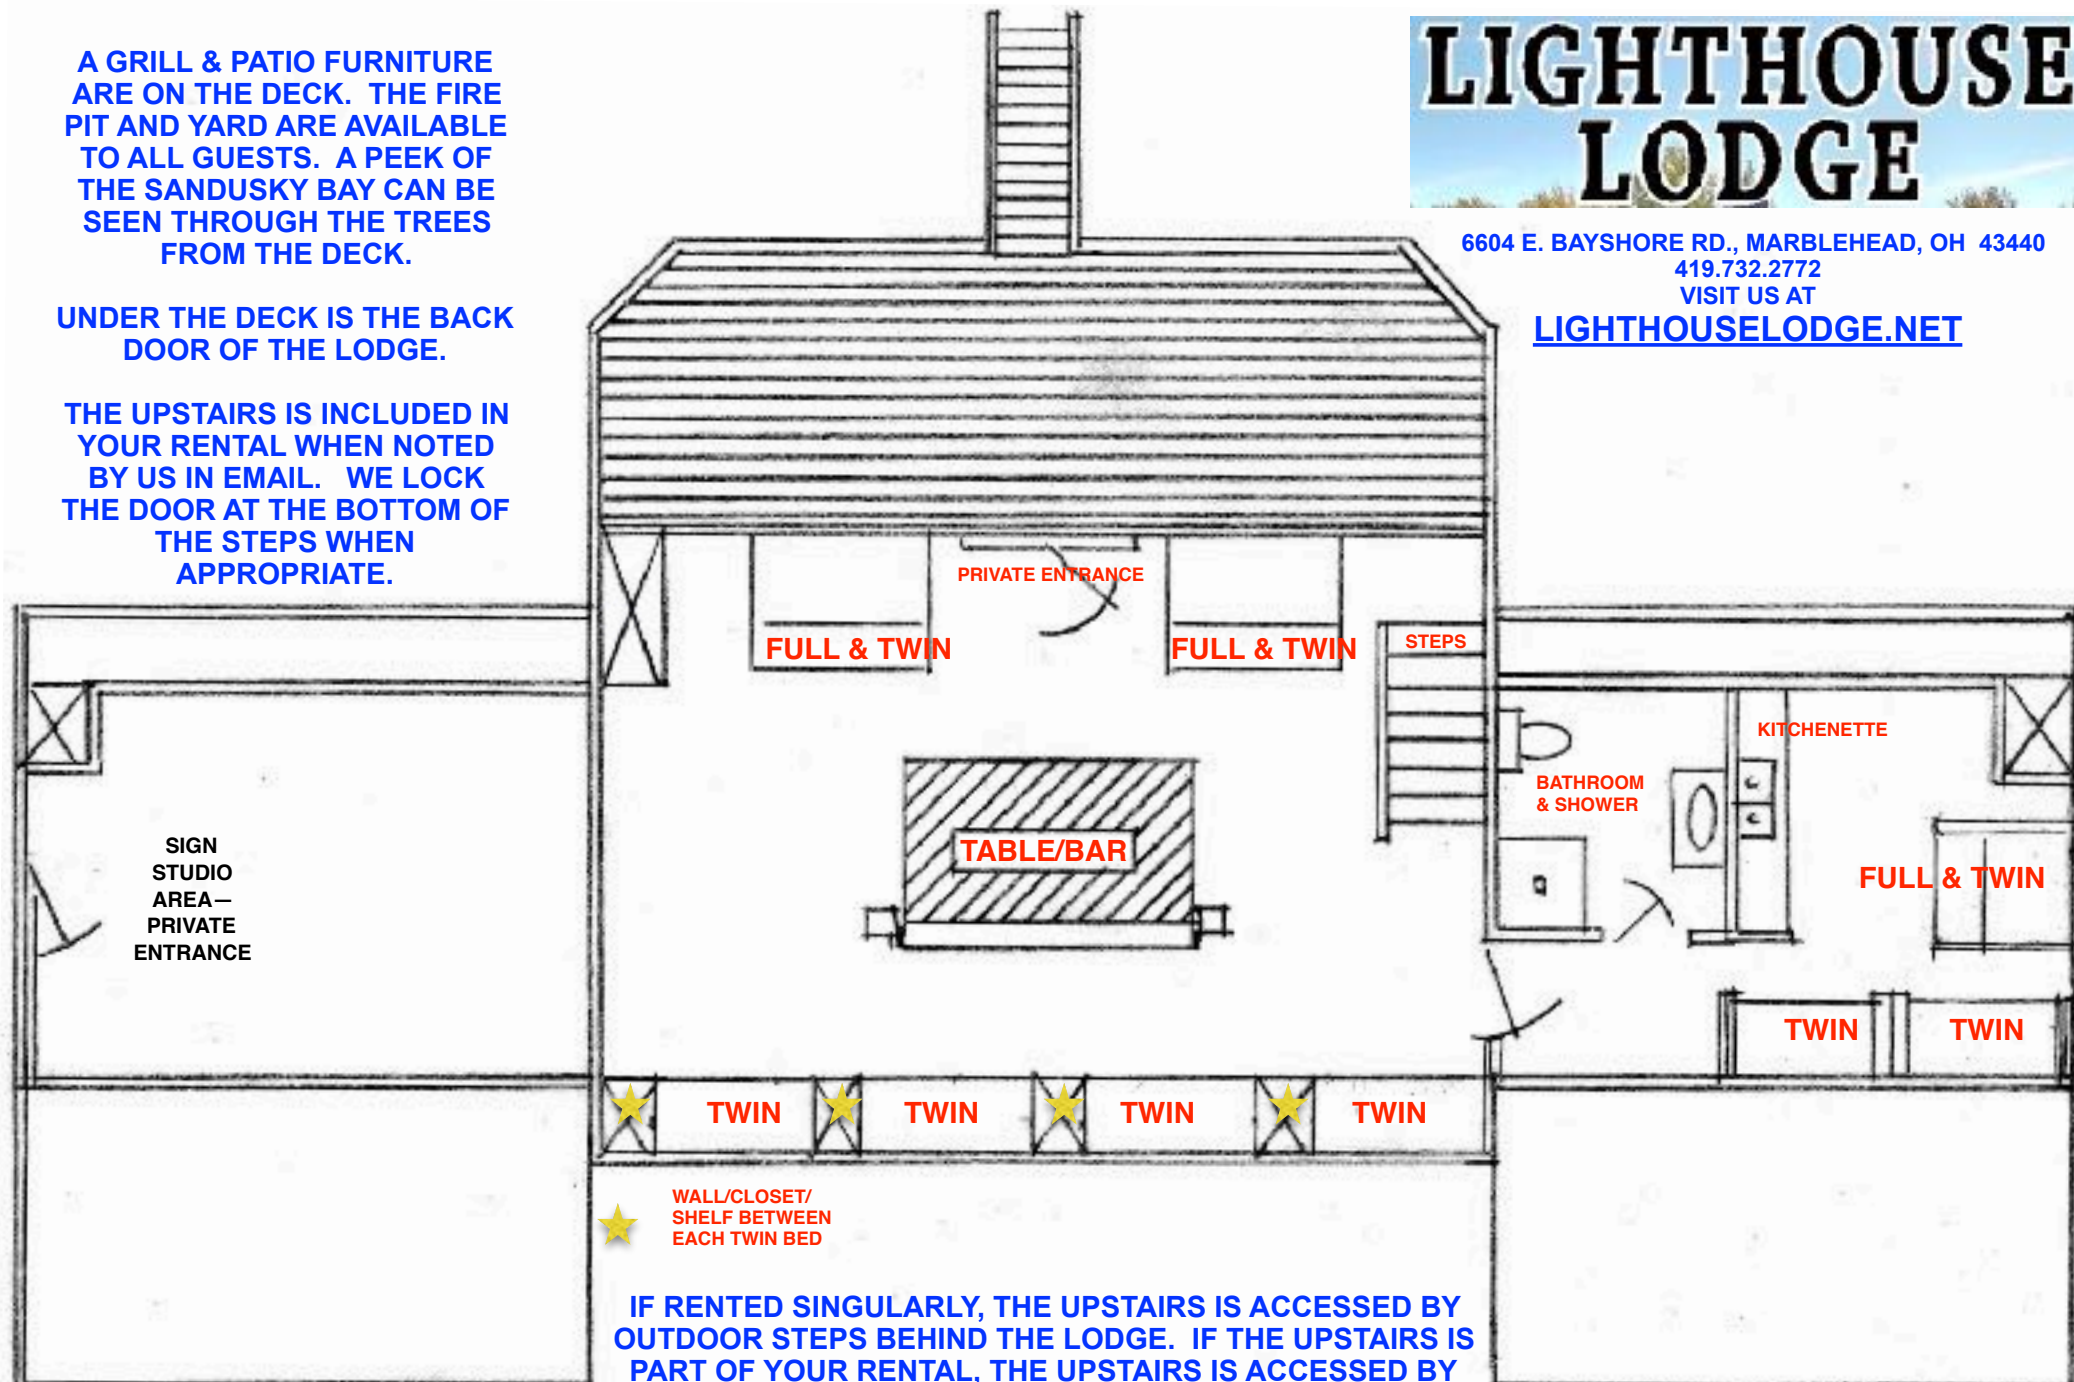 A GRILL & PATIO FURNITURE
ARE ON THE DECK.  THE FIRE
PIT AND YARD ARE AVAILABLE
TO ALL GUESTS.  A PEEK OF
THE SANDUSKY BAY CAN BE
SEEN THROUGH THE TREES
FROM THE DECK.
UNDER THE DECK IS THE BACK
DOOR OF THE LODGE.
THE UPSTAIRS IS INCLUDED IN
YOUR RENTAL WHEN NOTED
BY US IN EMAIL.   WE LOCK
THE DOOR AT THE BOTTOM OF
THE STEPS WHEN
APPROPRIATE.
LIGHTHOUSE
LODGE
6604 E. BAYSHORE RD., MARBLEHEAD, OH  43440
419.732.2772
VISIT US AT
LIGHTHOUSELODGE.NET
PRIVATE ENTRANCE
FULL & TWIN
FULL & TWIN
STEPS
KITCHENETTE
BATHROOM
& SHOWER
TABLE/BAR
FULL & TWIN
SIGN
STUDIO
AREA—
PRIVATE
ENTRANCE
TWIN
TWIN
TWIN
TWIN
TWIN
TWIN
WALL/CLOSET/
SHELF BETWEEN
EACH TWIN BED
IF RENTED SINGULARLY, THE UPSTAIRS IS ACCESSED BY
OUTDOOR STEPS BEHIND THE LODGE.  IF THE UPSTAIRS IS
PART OF YOUR RENTAL, THE UPSTAIRS IS ACCESSED BY